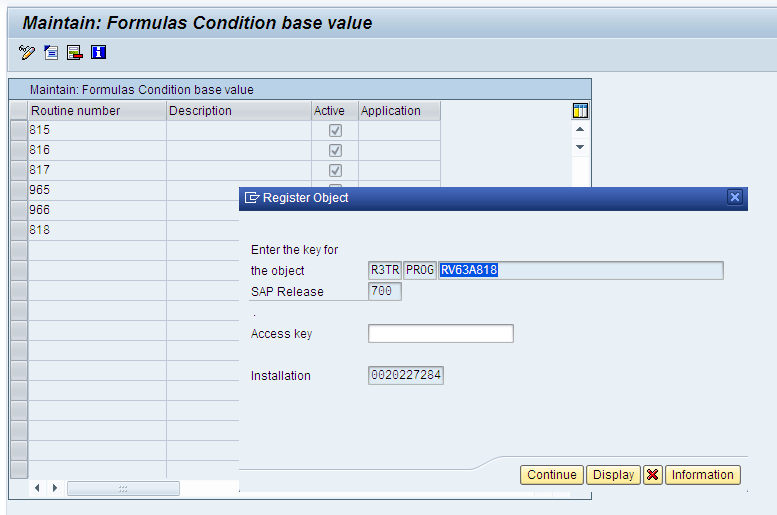 Maintain: Formulas Condition base value
Maintain: Formulas Condition base value
Routine number Description Active Application
815
816
817
965
966
818
Register Object
Enter the key for
the object R3TR PROG RV63A818
SAP Release 700
.
Access key
Installation 0020227284
Continue Display Information